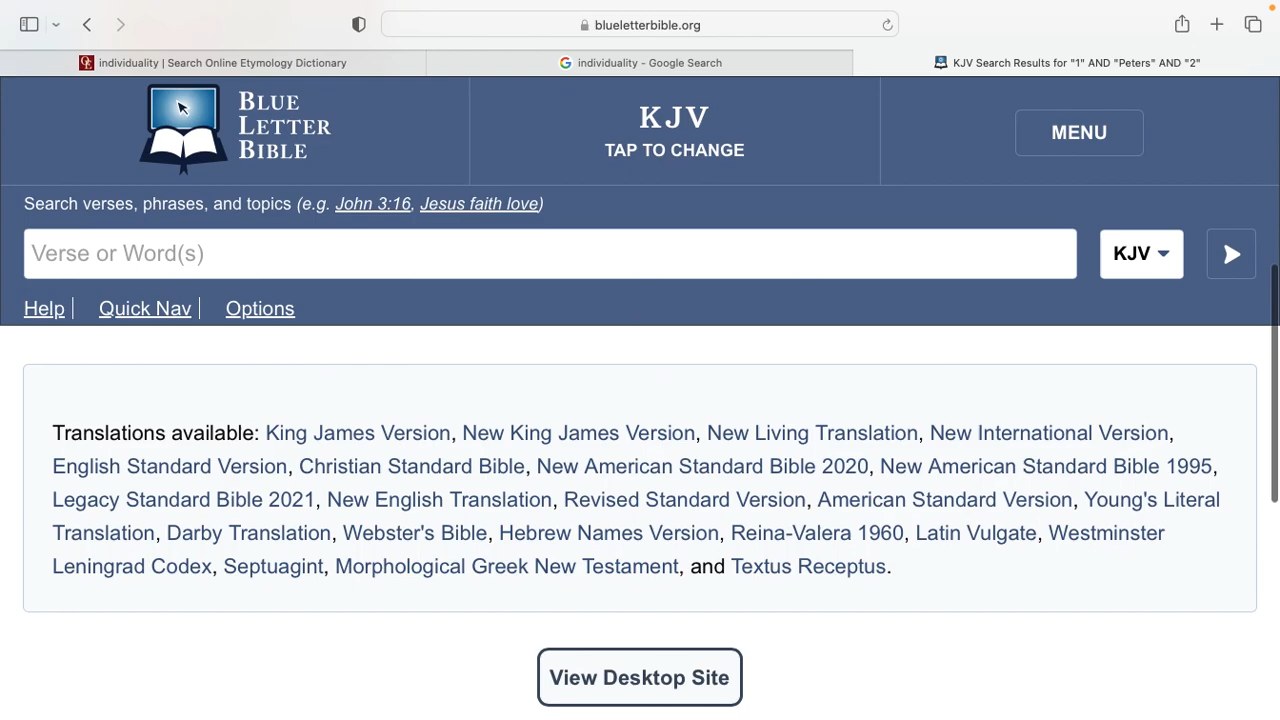 blueletterbible.org
individuality | Search Online Etymology Dictionary
individuality - Google Search
KJV Search Results for "1" AND "Peters" AND "2"
BLUE
LETTER
BIBLE
KJV
TAP TO CHANGE
MENU
Search verses, phrases, and topics (e.g. John 3:16, Jesus faith love)
Verse or Word(s)
KJV
Help
Quick Nav
Options
Translations available: King James Version, New King James Version, New Living Translation, New International Version,
English Standard Version, Christian Standard Bible, New American Standard Bible 2020, New American Standard Bible 1995,
Legacy Standard Bible 2021, New English Translation, Revised Standard Version, American Standard Version, Young's Literal
Translation, Darby Translation, Webster's Bible, Hebrew Names Version, Reina-Valera 1960, Latin Vulgate, Westminster
Leningrad Codex, Septuagint, Morphological Greek New Testament, and Textus Receptus.
View Desktop Site